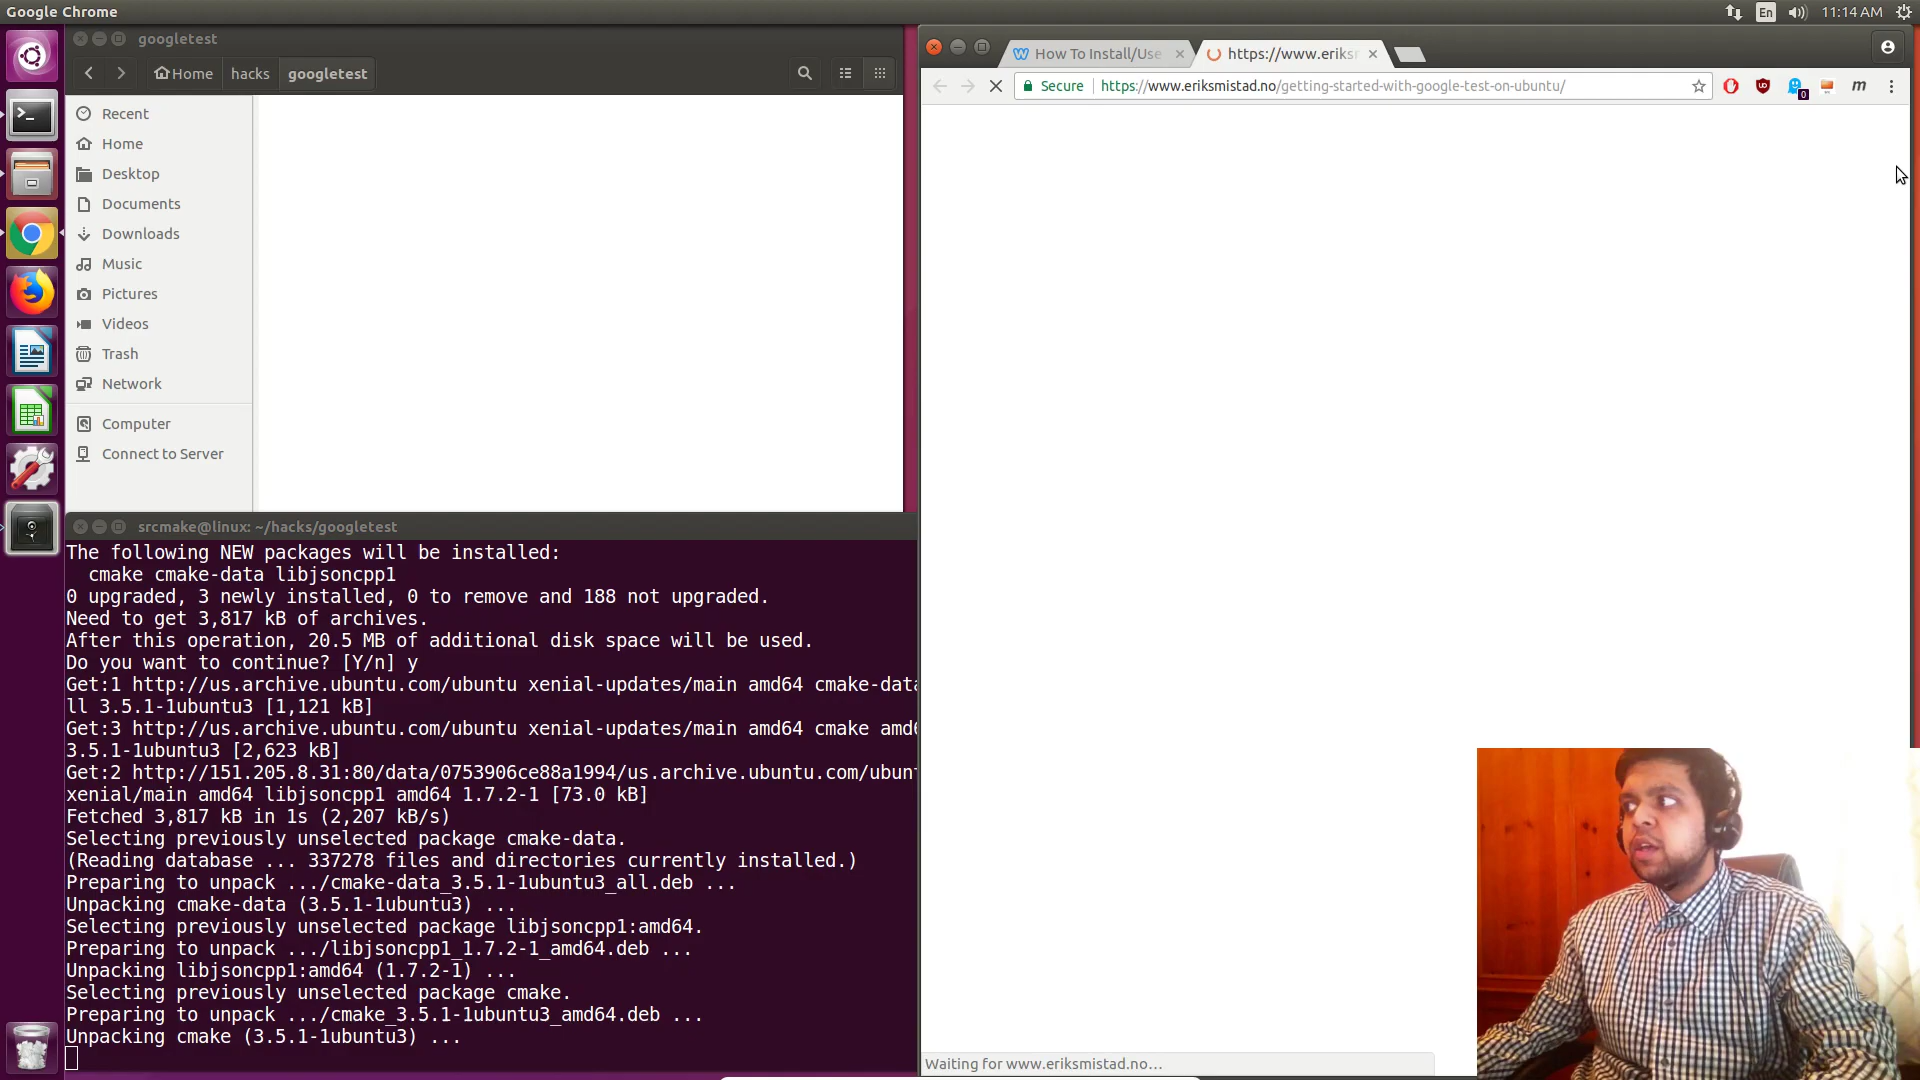 Google Chrome
En
11:14 AM
googletest
Home
hacks
googletest
Recent
Home
Desktop
Documents
Downloads
Music
Pictures
Videos
Trash
Network
Computer
Connect to Server
How To Install/Use
https://www.eriksm
Secure
https://www.eriksmistad.no/getting-started-with-google-test-on-ubuntu/
0
m
srcmake@linux: ~/hacks/googletest
The following NEW packages will be installed:
cmake cmake-data libjsoncpp1
0 upgraded, 3 newly installed, 0 to remove and 188 not upgraded.
Need to get 3,817 kB of archives.
After this operation, 20.5 MB of additional disk space will be used.
Do you want to continue? [Y/n] y
Get:1 http://us.archive.ubuntu.com/ubuntu xenial-updates/main amd64 cmake-data
ll 3.5.1-1ubuntu3 [1,121 kB]
Get:3 http://us.archive.ubuntu.com/ubuntu xenial-updates/main amd64 cmake amd6
3.5.1-1ubuntu3 [2,623 kB]
Get:2 http://151.205.8.31:80/data/0753906ce88a1994/us.archive.ubuntu.com/ubun
xenial/main amd64 libjsoncpp1 amd64 1.7.2-1 [73.0 kB]
Fetched 3,817 kB in 1s (2,207 kB/s)
Selecting previously unselected package cmake-data.
(Reading database ... 337278 files and directories currently installed.)
Preparing to unpack .../cmake-data_3.5.1-1ubuntu3_all.deb ...
Unpacking cmake-data (3.5.1-1ubuntu3) ...
Selecting previously unselected package libjsoncpp1:amd64.
Preparing to unpack .../libjsoncpp1_1.7.2-1_amd64.deb ...
Unpacking libjsoncpp1:amd64 (1.7.2-1) ...
Selecting previously unselected package cmake.
Preparing to unpack .../cmake_3.5.1-1ubuntu3_amd64.deb ...
Unpacking cmake (3.5.1-1ubuntu3) ...
Waiting for www.eriksmistad.no...